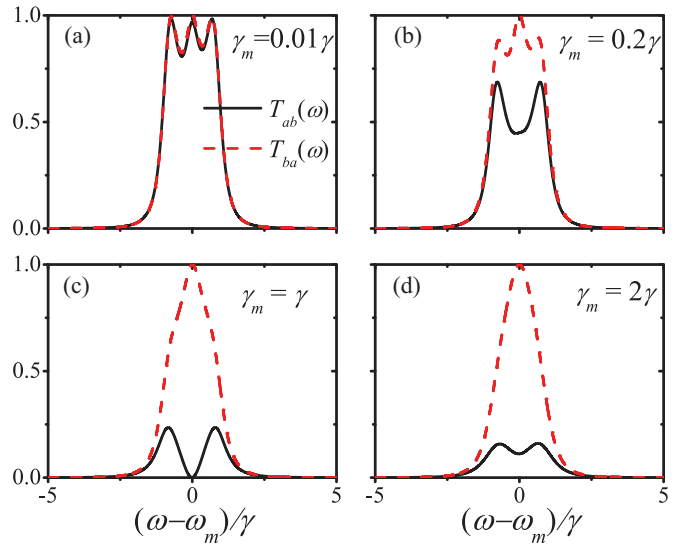 1.0
(a)
γm=0.01γ
(b)
γm = 0.2γ
0.5
Tab(ω)
Tba(ω)
0.0
1.0
(c)
γm = γ
(d)
γm = 2γ
0.5
0.0
-5 0 5
-5 0 5
(ω−ωm)/γ
(ω−ωm)/γ